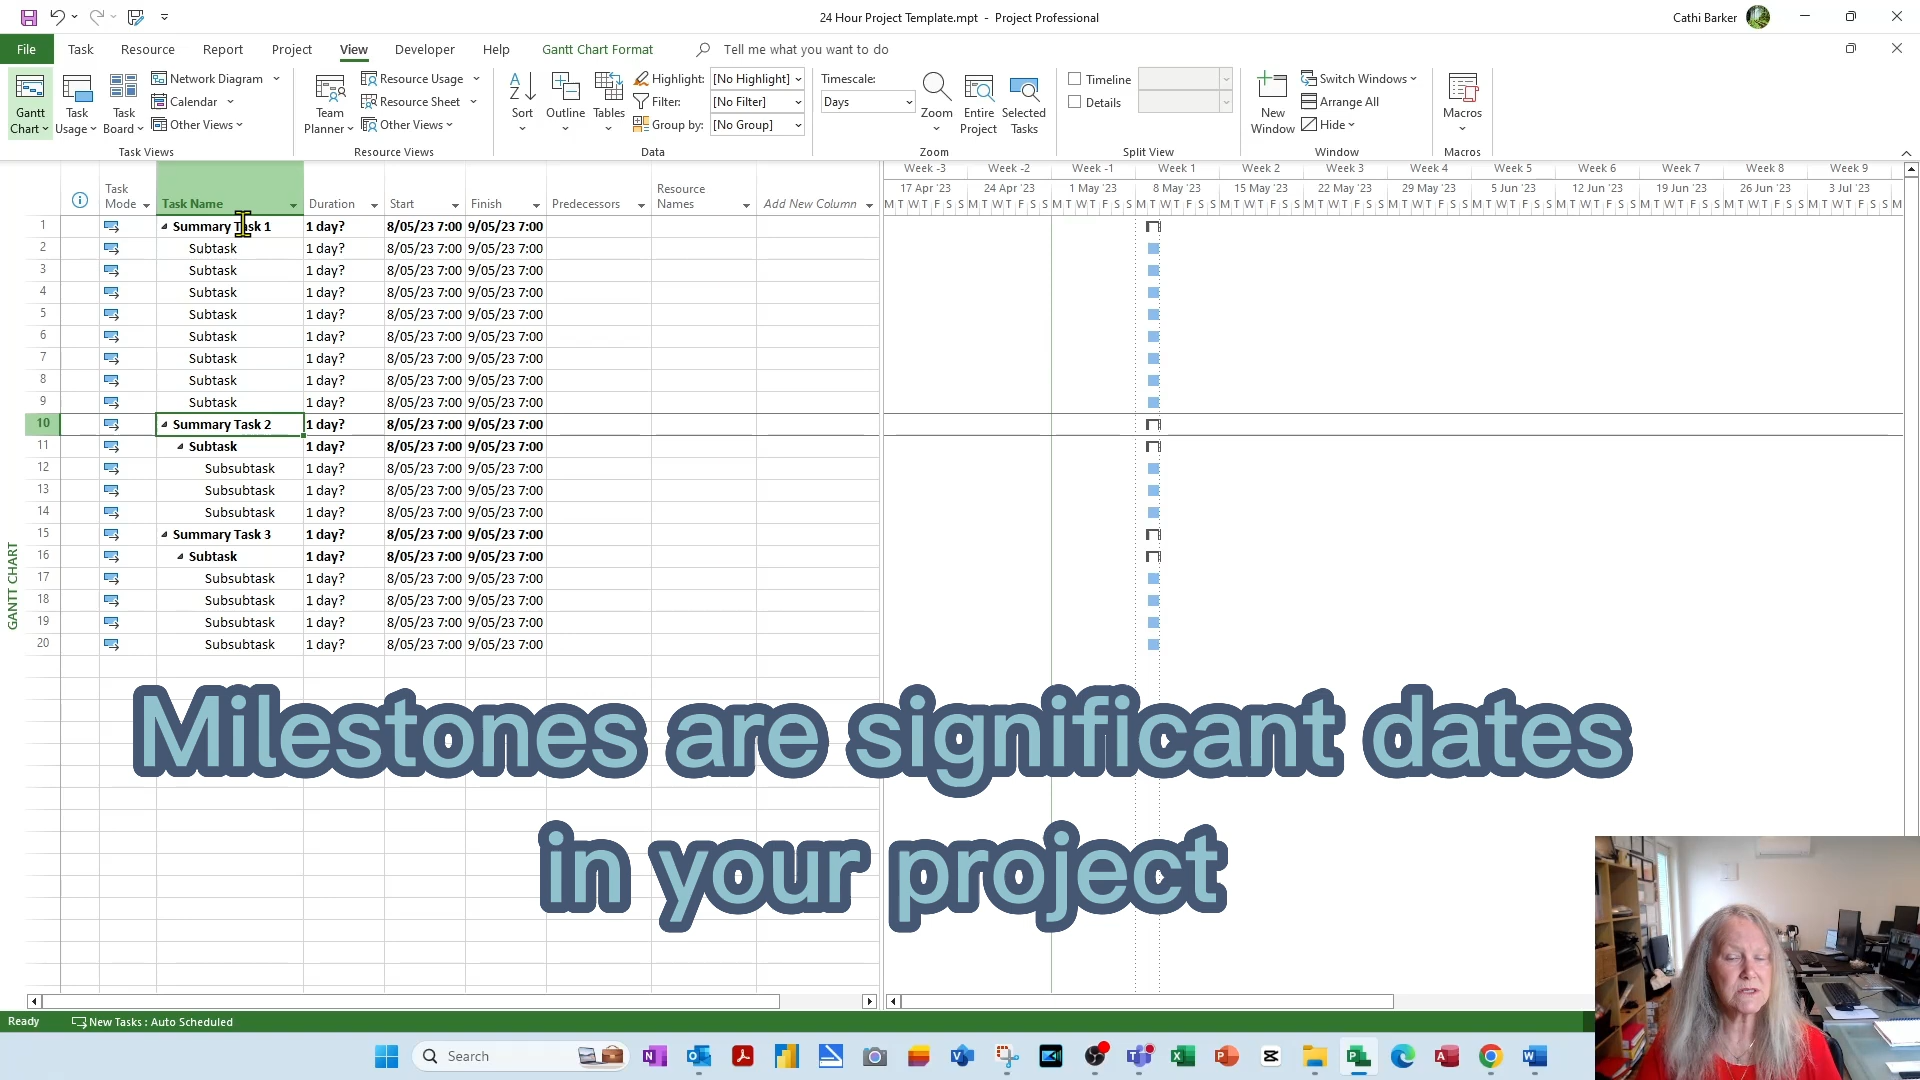 24 Hour Project Template.mpt - Project Professional
Cathi Barker
File Task Resource Report Project View Developer Help Gantt Chart Format Tell me what you want to do
Gantt Chart
Task Usage
Task Board
Network Diagram
Calendar
Other Views
Task Views
Team Planner
Resource Usage
Resource Sheet
Other Views
Resource Views
Sort
Outline
Tables
Highlight: [No Highlight]
Filter: [No Filter]
Group by: [No Group]
Data
Timescale:
Days
Zoom
Entire Project
Selected Tasks
Zoom
Timeline
Details
Split View
New Window
Switch Windows
Arrange All
Hide
Window
Macros
Macros
Week -3 Week -2 Week -1 Week 1 Week 2 Week 3 Week 4 Week 5 Week 6 Week 7 Week 8 Week 9
17 Apr '23 24 Apr '23 1 May '23 8 May '23 15 May '23 22 May '23 29 May '23 5 Jun '23 12 Jun '23 19 Jun '23 26 Jun '23 3 Jul '23
M T W T F S S M T W T F S S M T W T F S S M T W T F S S M T W T F S S M T W T F S S M T W T F S S M T W T F S S M T W T F S S M T W T F S S M T W T F S S M T W T F S S M
Task Mode Task Name Duration Start Finish Predecessors Resource Names Add New Column
1 Summary Task 1 1 day? 8/05/23 7:00 9/05/23 7:00
2 Subtask 1 day? 8/05/23 7:00 9/05/23 7:00
3 Subtask 1 day? 8/05/23 7:00 9/05/23 7:00
4 Subtask 1 day? 8/05/23 7:00 9/05/23 7:00
5 Subtask 1 day? 8/05/23 7:00 9/05/23 7:00
6 Subtask 1 day? 8/05/23 7:00 9/05/23 7:00
7 Subtask 1 day? 8/05/23 7:00 9/05/23 7:00
8 Subtask 1 day? 8/05/23 7:00 9/05/23 7:00
9 Subtask 1 day? 8/05/23 7:00 9/05/23 7:00
10 Summary Task 2 1 day? 8/05/23 7:00 9/05/23 7:00
11 Subtask 1 day? 8/05/23 7:00 9/05/23 7:00
12 Subsubtask 1 day? 8/05/23 7:00 9/05/23 7:00
13 Subsubtask 1 day? 8/05/23 7:00 9/05/23 7:00
14 Subsubtask 1 day? 8/05/23 7:00 9/05/23 7:00
15 Summary Task 3 1 day? 8/05/23 7:00 9/05/23 7:00
16 Subtask 1 day? 8/05/23 7:00 9/05/23 7:00
17 Subsubtask 1 day? 8/05/23 7:00 9/05/23 7:00
18 Subsubtask 1 day? 8/05/23 7:00 9/05/23 7:00
19 Subsubtask 1 day? 8/05/23 7:00 9/05/23 7:00
20 Subsubtask 1 day? 8/05/23 7:00 9/05/23 7:00
GANTT CHART
Milestones are significant dates
in your project
Ready New Tasks : Auto Scheduled
Search